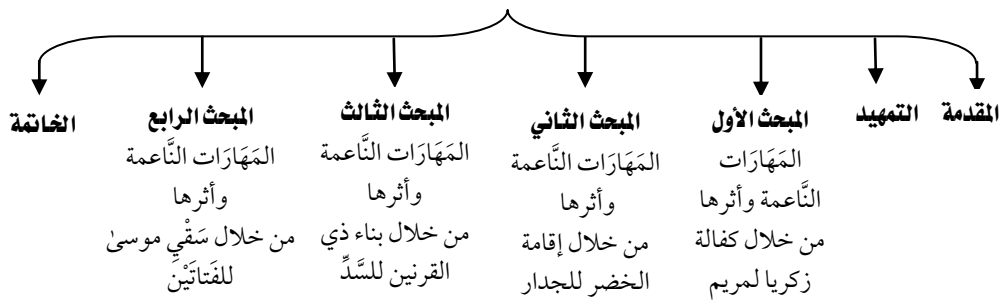 المقدمة
التمهيد
المبحث الأول
المَهَارَات
النَّاعمة وأثرها
من خلال كفالة
زكريا لمريم
المبحث الثاني
المَهَارَات النَّاعمة
وأثرها
من خلال إقامة
الخضر للجدار
المبحث الثالث
المَهَارَات النَّاعمة
وأثرها
من خلال بناء ذي
القرنين للسَّدِّ
المبحث الرابع
المَهَارَات النَّاعمة
وأثرها
من خلال سَقْيِ موسىٰ
للفَتاتَيْنَ
الخاتمة